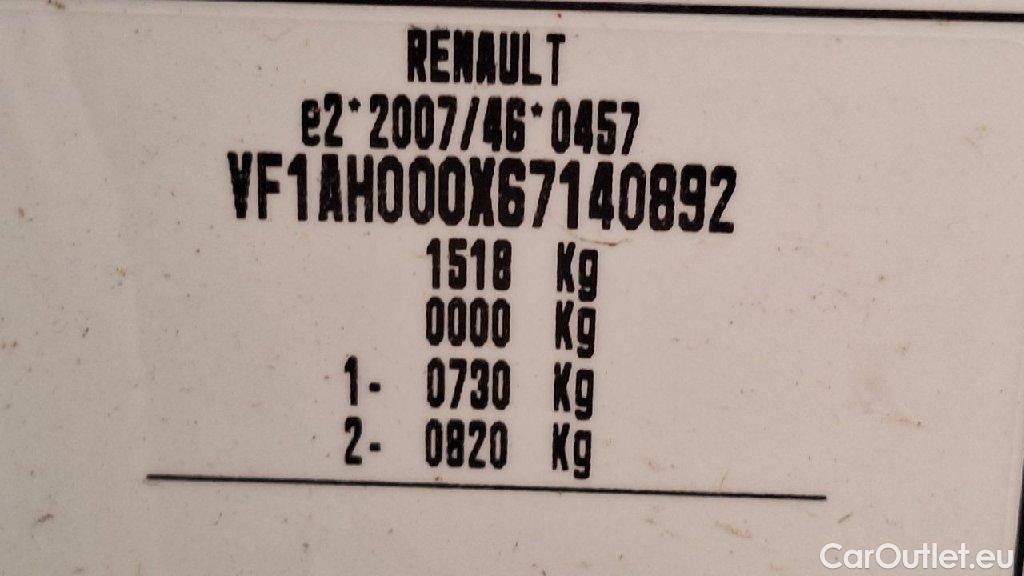 RENAULT
e2*2007/46*0457
VF1AH000X67140892
1518 Kg
0000 Kg
1- 0730 Kg
2- 0820 Kg
CarOutlet.eu